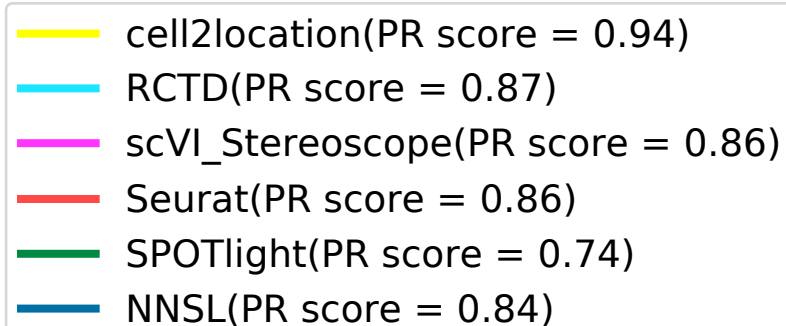 cell2location(PR score = 0.94)
RCTD(PR score = 0.87)
scVI_Stereoscope(PR score = 0.86)
Seurat(PR score = 0.86)
SPOTlight(PR score = 0.74)
NNSL(PR score = 0.84)